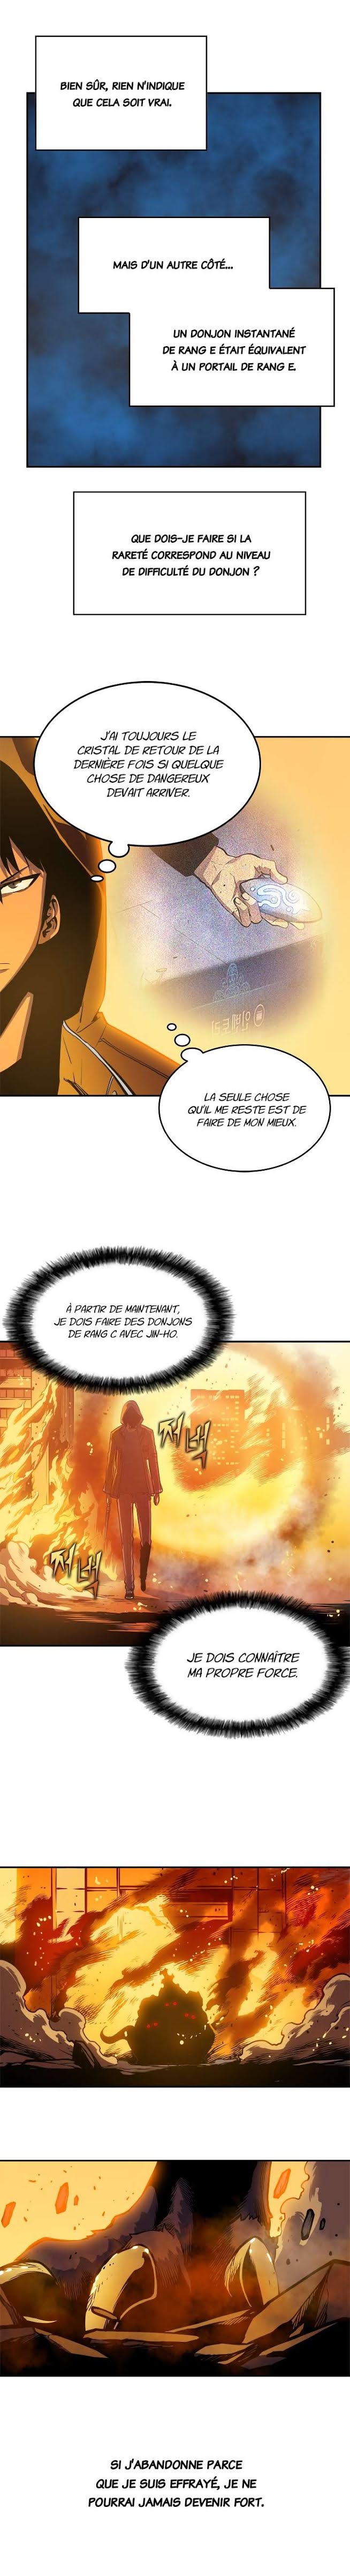 BIEN SÛR, RIEN N'INDIQUE
QUE CELA SOIT VRAI.
MAIS D'UN AUTRE CÔTÉ...
UN DONJON INSTANTANÉ
DE RANG E ÉTAIT ÉQUIVALENT
À UN PORTAIL DE RANG E.
QUE DOIS-JE FAIRE SI LA
RARETÉ CORRESPOND AU NIVEAU
DE DIFFICULTÉ DU DONJON ?
J'AI TOUJOURS LE
CRISTAL DE RETOUR DE LA
DERNIÈRE FOIS SI QUELQUE
CHOSE DE DANGEREUX
DEVAIT ARRIVER.
LA SEULE CHOSE
QU'IL ME RESTE EST DE
FAIRE DE MON MIEUX.
À PARTIR DE MAINTENANT,
JE DOIS FAIRE DES DONJONS
DE RANG C AVEC JIN-HO.
저벅
저벅
JE DOIS CONNAÎTRE
MA PROPRE FORCE.
SI J'ABANDONNE PARCE
QUE JE SUIS EFFRAYÉ, JE NE
POURRAI JAMAIS DEVENIR FORT.